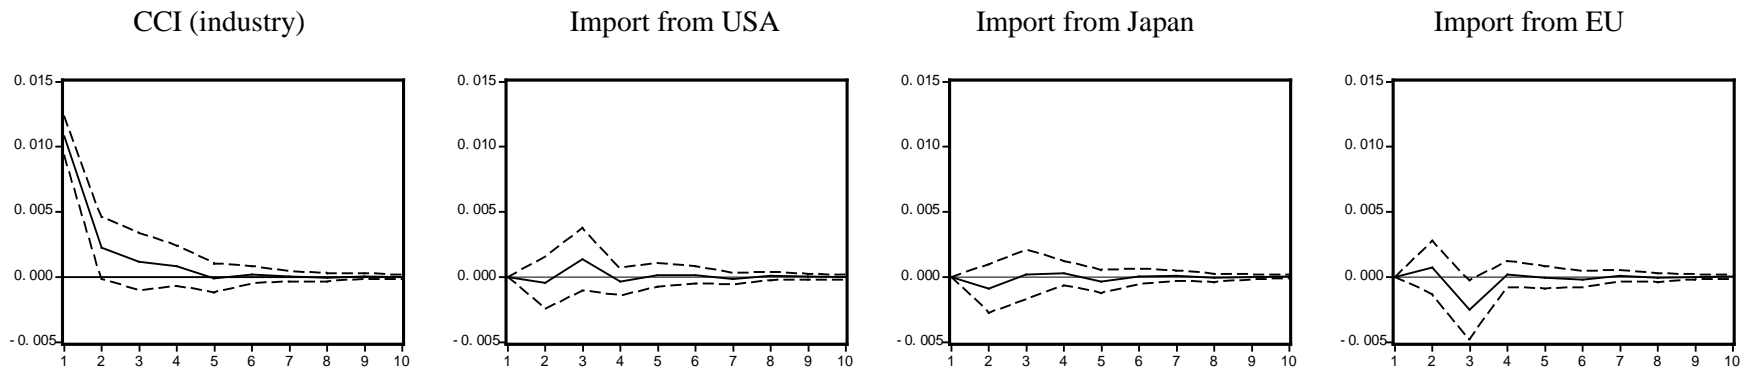 CCI (industry) Import from USA Import from Japan Import from EU
0. 015 0. 015 0. 015 0. 015
0. 010 0. 010 0. 010 0. 010
0. 005 0. 005 0. 005 0. 005
0. 000 0. 000 0. 000 0. 000
- 0. 005 - 0. 005 - 0. 005 - 0. 005
1 2 3 4 5 6 7 8 9 10 1 2 3 4 5 6 7 8 9 10 1 2 3 4 5 6 7 8 9 10 1 2 3 4 5 6 7 8 9 10